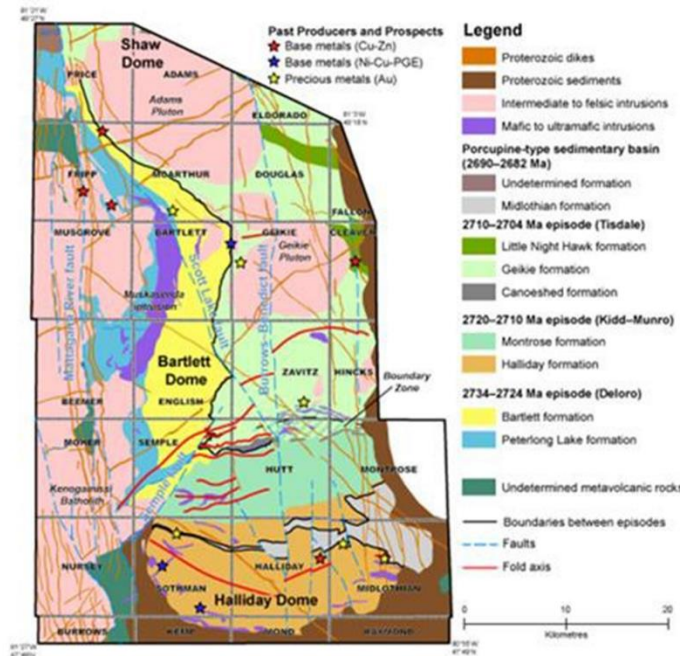 Shaw
Dome
PRICE
ADAMS
Adams
Pluton
ELDORADO
FRIPP
MCARTHUR
DOUGLAS
FALLON
MUSGROVE
BARTLETT
GEIKIE
CLEAVER
Geikie
Pluton
Muskasenda
intrusion
Mattagami River fault
Scott Lake fault
Burrows-Benedict fault
Bartlett
Dome
ZAVITZ
HINCKS
Boundary
Zone
BEEMER
ENGLISH
MOHER
SEMPLE
HUTT
MONTROSE
Kenogamissi
Batholith
Semple fault
NURSEY
SOTHMAN
HALLIDAY
MIDLOTHIAN
Halliday Dome
BURROWS
KEMP
MOND
RAYMOND
Past Producers and Prospects
Base metals (Cu-Zn)
Base metals (Ni-Cu-PGE)
Precious metals (Au)
Legend
Proterozoic dikes
Proterozoic sediments
Intermediate to felsic intrusions
Mafic to ultramafic intrusions
Porcupine-type sedimentary basin
(2690–2682 Ma)
Undetermined formation
Midlothian formation
2710–2704 Ma episode (Tisdale)
Little Night Hawk formation
Geikie formation
Canoeshed formation
2720–2710 Ma episode (Kidd–Munro)
Montrose formation
Halliday formation
2734–2724 Ma episode (Deloro)
Bartlett formation
Peterlong Lake formation
Undetermined metavolcanic rocks
Boundaries between episodes
Faults
Fold axis
0 10 20
Kilometres